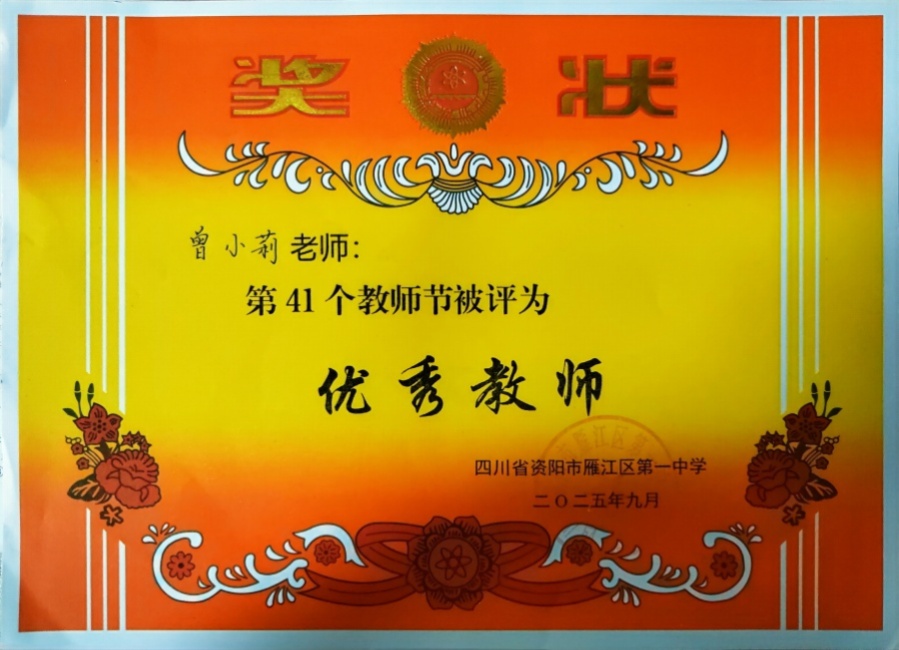 奖 状
曾小莉 老师：
第 41 个教师节被评为
优秀教师
四川省资阳市雁江区第一中学
二〇二五年九月